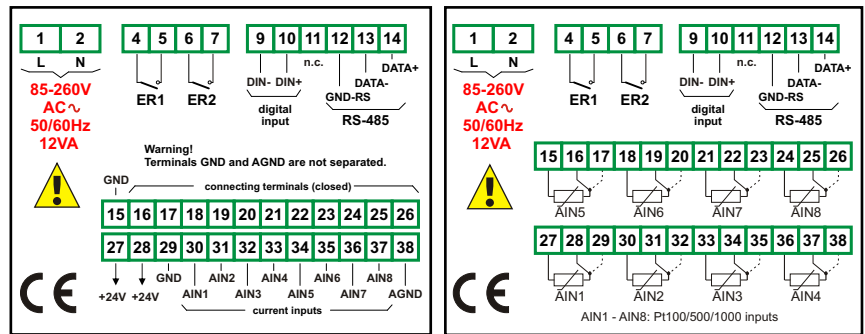 1 2 4 5 6 7 9 10 11 12 13 14
L N n.c.
DIN- DIN+ DATA+
DATA-
GND-RS
ER1 ER2 digital input RS-485
85-260V
AC∿
50/60Hz
12VA
Warning!
Terminals GND and AGND are not separated.
GND connecting terminals (closed)
15 16 17 18 19 20 21 22 23 24 25 26
27 28 29 30 31 32 33 34 35 36 37 38
GND AIN2 AIN4 AIN6 AIN8
+24V +24V AIN1 AIN3 AIN5 AIN7 AGND
current inputs
CE
1 2 4 5 6 7 9 10 11 12 13 14
L N n.c.
DIN- DIN+ DATA+
DATA-
GND-RS
ER1 ER2 digital input RS-485
85-260V
AC∿
50/60Hz
12VA
15 16 17 18 19 20 21 22 23 24 25 26
AIN5 AIN6 AIN7 AIN8
27 28 29 30 31 32 33 34 35 36 37 38
AIN1 AIN2 AIN3 AIN4
CE
AIN1 - AIN8: Pt100/500/1000 inputs